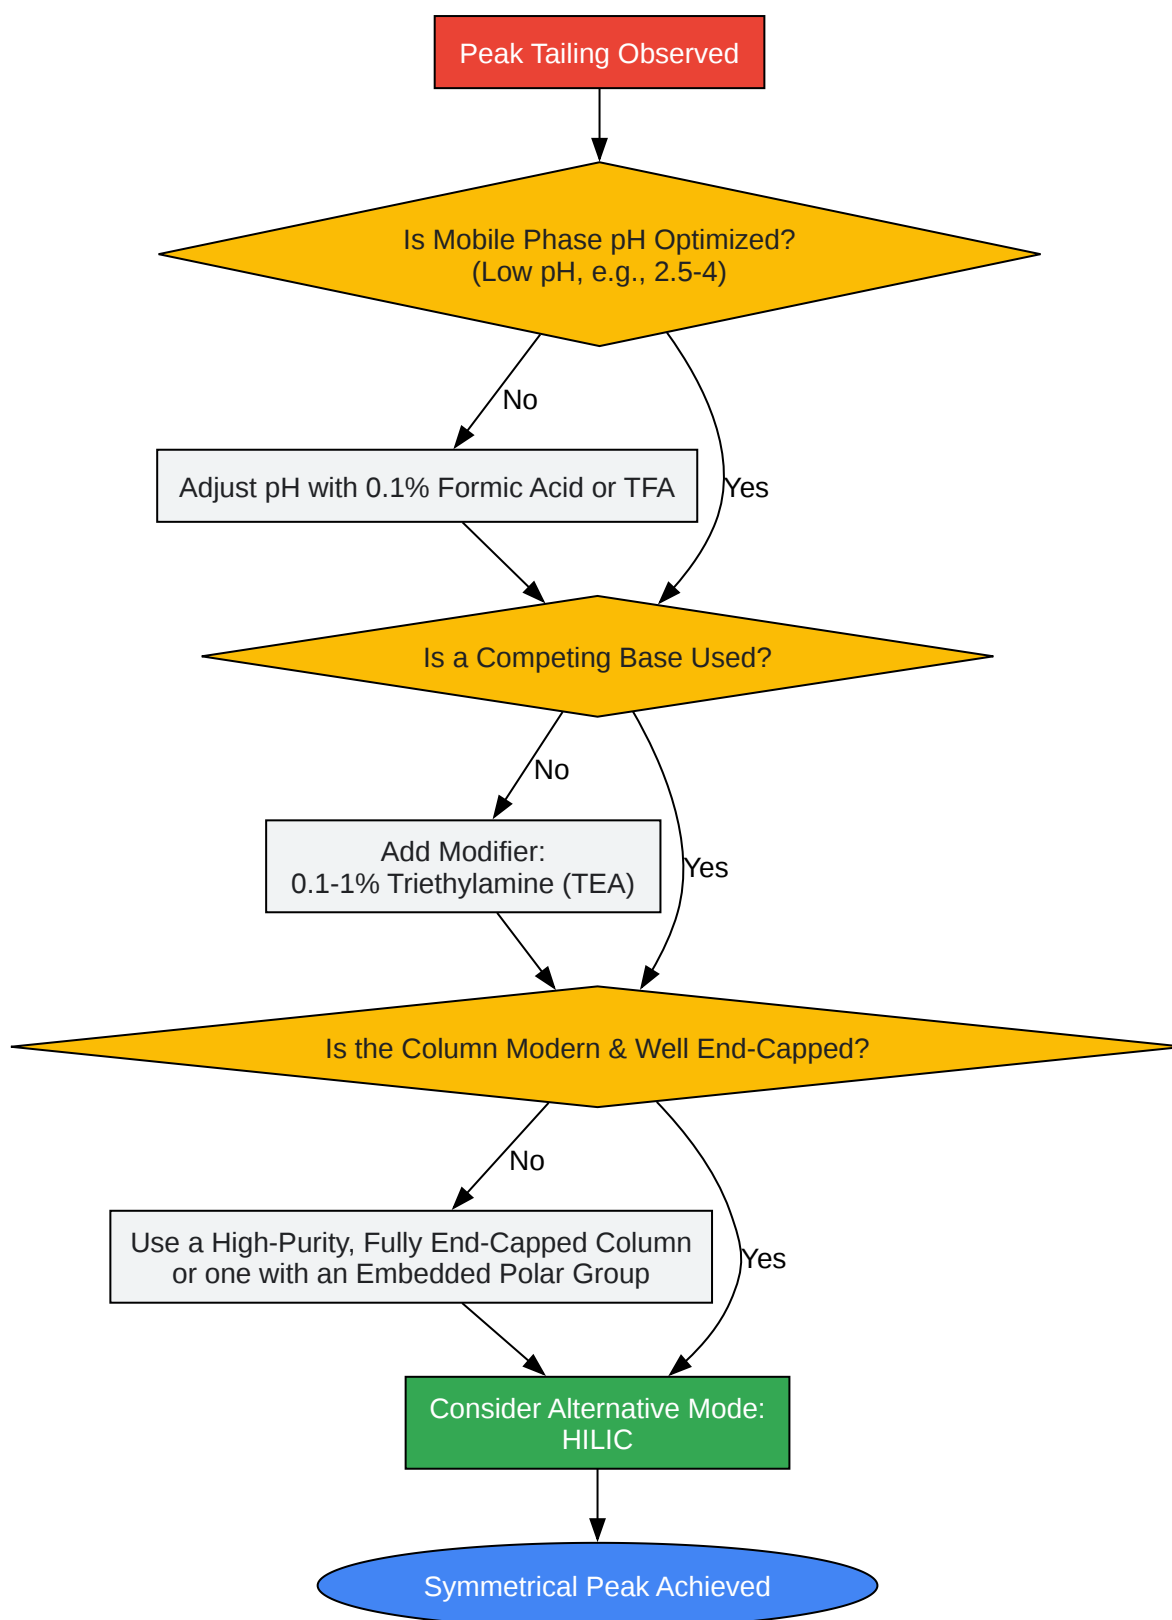 Peak Tailing Observed
Is Mobile Phase pH Optimized?
(Low pH, e.g., 2.5-4)
No
Adjust pH with 0.1% Formic Acid or TFA
Yes
Is a Competing Base Used?
No
Add Modifier:
0.1-1% Triethylamine (TEA)
Yes
Is the Column Modern & Well End-Capped?
No
Use a High-Purity, Fully End-Capped Column
or one with an Embedded Polar Group
Yes
Consider Alternative Mode:
HILIC
Symmetrical Peak Achieved